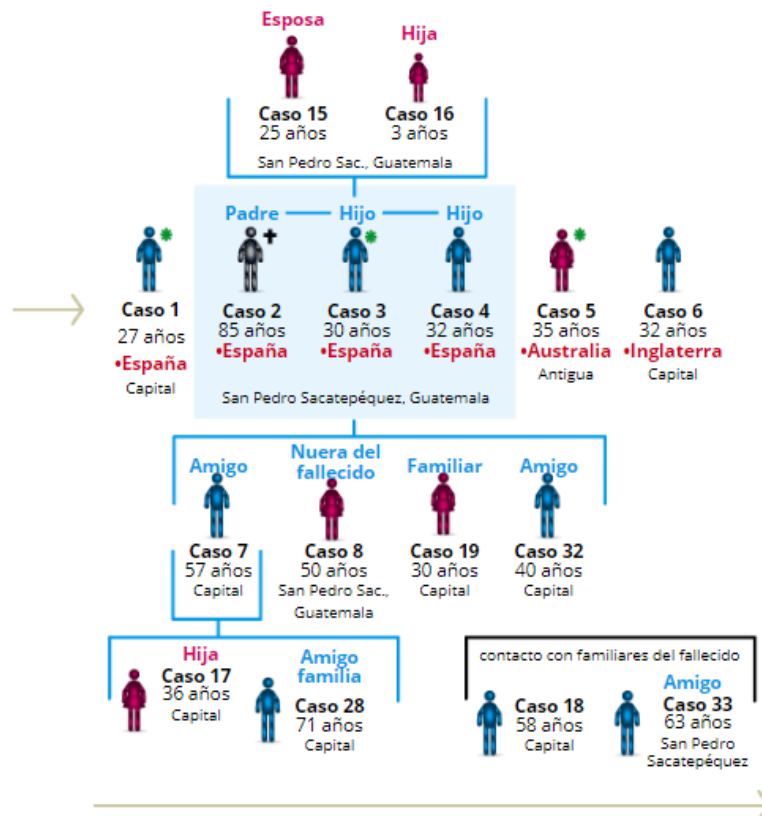 Esposa
Hija
Caso 15
25 años
Caso 16
3 años
San Pedro Sac., Guatemala
Padre
Hijo
Hijo
Caso 1
27 años
•España
Capital
Caso 2
85 años
•España
Caso 3
30 años
•España
Caso 4
32 años
•España
San Pedro Sacatepéquez, Guatemala
Caso 5
35 años
•Australia
Antigua
Caso 6
32 años
•Inglaterra
Capital
Amigo
Caso 7
57 años
Capital
Nuera del
fallecido
Caso 8
50 años
San Pedro Sac.,
Guatemala
Familiar
Caso 19
30 años
Capital
Amigo
Caso 32
40 años
Capital
Hija
Caso 17
36 años
Capital
Amigo
familia
Caso 28
71 años
Capital
contacto con familiares del fallecido
Caso 18
58 años
Capital
Amigo
Caso 33
63 años
San Pedro
Sacatepéquez